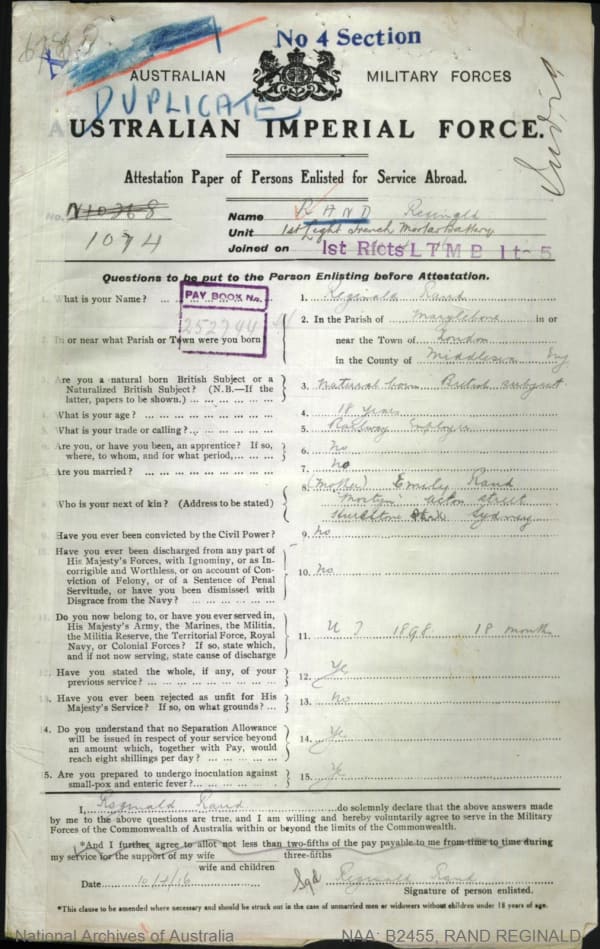 No 4 Section
AUSTRALIAN MILITARY FORCES
DUPLICATE
AUSTRALIAN IMPERIAL FORCE.
Attestation Paper of Persons Enlisted for Service Abroad.
No. N10368
1074
Name RAND Reginald
Unit 1st Light Trench Mortar Battery
Joined on 1st Rfcts LTMB 1t-5
Questions to be put to the Person Enlisting before Attestation.
PAY BOOK No.
252744
1. What is your Name? 1. Reginald Rand
2. In or near what Parish or Town were you born 2. In the Parish of Marylebone in or
near the Town of London
in the County of Middlesex Eng
3. Are you a natural born British Subject or a
Naturalized British Subject? (N.B.—If the
latter, papers to be shown.) 3. Natural born British subject
4. What is your age? 4. 18 years
5. What is your trade or calling? 5. Railway Employee
6. Are you, or have you been, an apprentice? If so,
where, to whom, and for what period, 6. No
7. Are you married? 7. No
8. Who is your next of kin? (Address to be stated) 8. (Mother) Emily Rand
acton street
Sydney
9. Have you ever been convicted by the Civil Power? 9. No
10. Have you ever been discharged from any part of
His Majesty's Forces, with Ignominy, or as In-
corrigible and Worthless, or on account of Con-
viction of Felony, or of a Sentence of Penal
Servitude, or have you been dismissed with
Disgrace from the Navy? 10. No
11. Do you now belong to, or have you ever served in,
His Majesty's Army, the Marines, the Militia,
the Militia Reserve, the Territorial Force, Royal
Navy, or Colonial Forces? If so, state which,
and if not now serving, state cause of discharge 11. 1898 18 month
12. Have you stated the whole, if any, of your
previous service? 12. Ye
13. Have you ever been rejected as unfit for His
Majesty's Service? If so, on what grounds? 13. No
14. Do you understand that no Separation Allowance
will be issued in respect of your service beyond
an amount which, together with Pay, would
reach eight shillings per day? 14. Ye
15. Are you prepared to undergo inoculation against
small-pox and enteric fever? 15. Ye
I, Reginald Rand do solemnly declare that the above answers made
by me to the above questions are true, and I am willing and hereby voluntarily agree to serve in the Military
Forces of the Commonwealth of Australia within or beyond the limits of the Commonwealth.
*And I further agree to allot not less than two-fifths of the pay payable to me from time to time during
three-fifths
my service for the support of my wife
wife and children
Date Sgd Reginald Rand
Signature of person enlisted.
*This clause to be amended where necessary and should be struck out in the case of unmarried men or widowers without children under 18 years of age.
National Archives of Australia NAA: B2455, RAND REGINALD